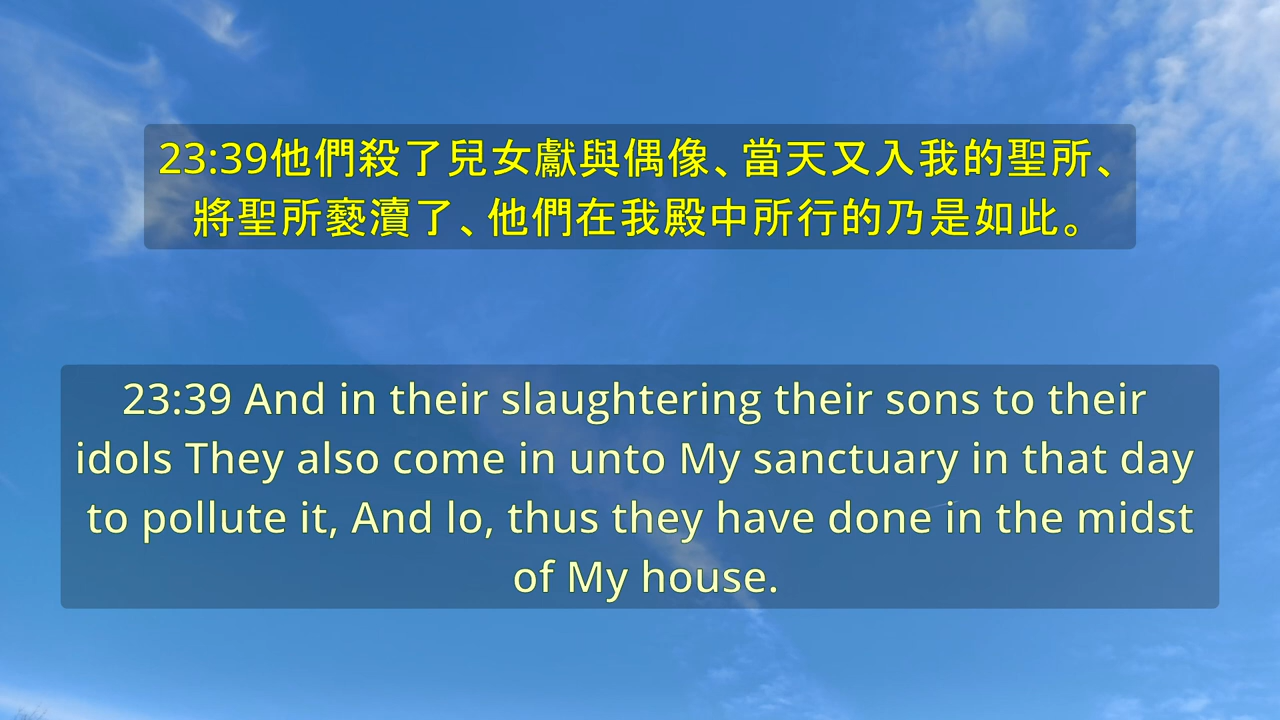 23:39他們殺了兒女獻與偶像、當天又入我的聖所、
將聖所褻瀆了、他們在我殿中所行的乃是如此。
23:39 And in their slaughtering their sons to their
idols They also come in unto My sanctuary in that day
to pollute it, And lo, thus they have done in the midst
of My house.